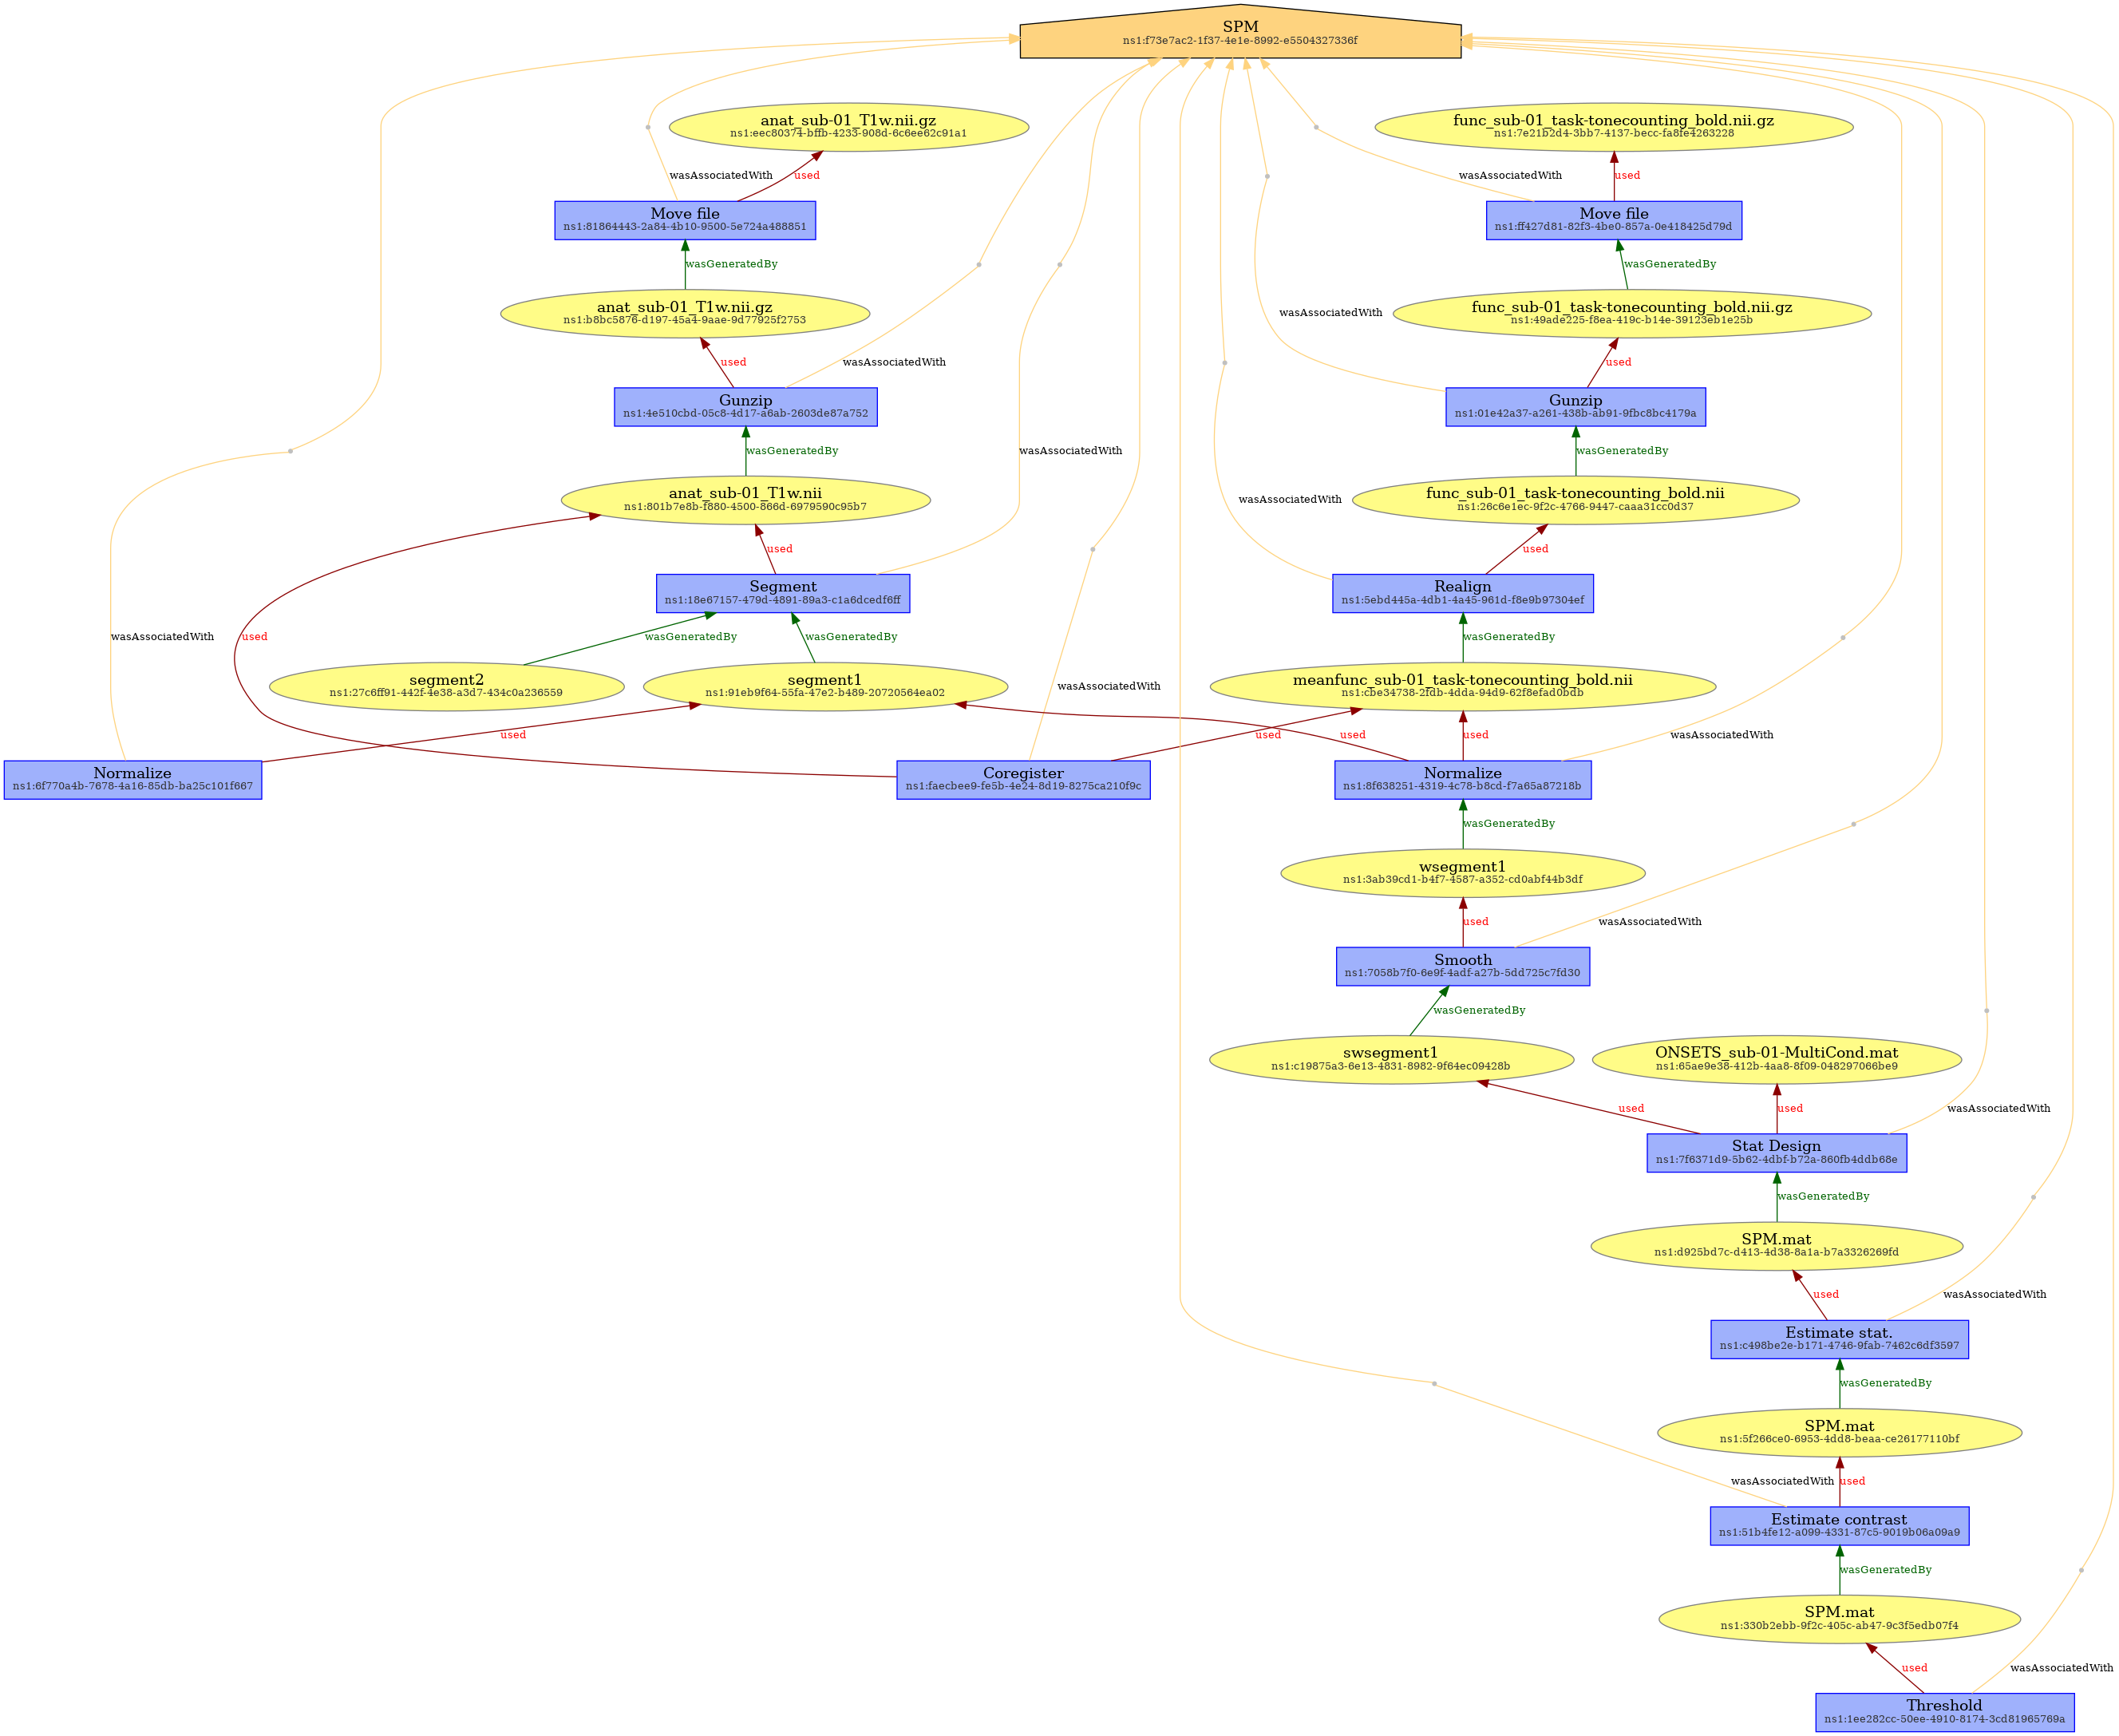 SPM
ns1:f73e7ac2-1f37-4e1e-8992-e5504327336f
anat_sub-01_T1w.nii.gz
ns1:eec80374-bffb-4233-908d-6c6ee62c91a1
func_sub-01_task-tonecounting_bold.nii.gz
ns1:7e21b2d4-3bb7-4137-becc-fa8fe4263228
wasAssociatedWith
used
wasAssociatedWith
used
Move file
ns1:81864443-2a84-4b10-9500-5e724a488851
Move file
ns1:ff427d81-82f3-4be0-857a-0e418425d79d
wasGeneratedBy
wasGeneratedBy
anat_sub-01_T1w.nii.gz
ns1:b8bc5876-d197-45a4-9aae-9d77925f2753
wasAssociatedWith
func_sub-01_task-tonecounting_bold.nii.gz
ns1:49ade225-f8ea-419c-b14e-39123eb1e25b
used
wasAssociatedWith
used
Gunzip
ns1:4e510cbd-05c8-4d17-a6ab-2603de87a752
Gunzip
ns1:01e42a37-a261-438b-ab91-9fbc8bc4179a
wasGeneratedBy
wasAssociatedWith
wasGeneratedBy
anat_sub-01_T1w.nii
ns1:801b7e8b-f880-4500-866d-6979590c95b7
wasAssociatedWith
func_sub-01_task-tonecounting_bold.nii
ns1:26c6e1ec-9f2c-4766-9447-caaa31cc0d37
used
used
Segment
ns1:18e67157-479d-4891-89a3-c1a6dcedf6ff
Realign
ns1:5ebd445a-4db1-4a45-961d-f8e9b97304ef
wasAssociatedWith
used
wasGeneratedBy
wasGeneratedBy
wasGeneratedBy
segment2
ns1:27c6ff91-442f-4e38-a3d7-434c0a236559
segment1
ns1:91eb9f64-55fa-47e2-b489-20720564ea02
wasAssociatedWith
meanfunc_sub-01_task-tonecounting_bold.nii
ns1:cbe34738-2fdb-4dda-94d9-62f8efad0bdb
used
used
used
used
wasAssociatedWith
Normalize
ns1:6f770a4b-7678-4a16-85db-ba25c101f667
Coregister
ns1:faecbee9-fe5b-4e24-8d19-8275ca210f9c
Normalize
ns1:8f638251-4319-4c78-b8cd-f7a65a87218b
wasGeneratedBy
wsegment1
ns1:3ab39cd1-b4f7-4587-a352-cd0abf44b3df
used
wasAssociatedWith
Smooth
ns1:7058b7f0-6e9f-4adf-a27b-5dd725c7fd30
wasGeneratedBy
swsegment1
ns1:c19875a3-6e13-4831-8982-9f64ec09428b
ONSETS_sub-01-MultiCond.mat
ns1:65ae9e38-412b-4aa8-8f09-048297066be9
used
used
wasAssociatedWith
Stat Design
ns1:7f6371d9-5b62-4dbf-b72a-860fb4ddb68e
wasGeneratedBy
SPM.mat
ns1:d925bd7c-d413-4d38-8a1a-b7a3326269fd
used
wasAssociatedWith
Estimate stat.
ns1:c498be2e-b171-4746-9fab-7462c6df3597
wasGeneratedBy
SPM.mat
ns1:5f266ce0-6953-4dd8-beaa-ce26177110bf
wasAssociatedWith
used
Estimate contrast
ns1:51b4fe12-a099-4331-87c5-9019b06a09a9
wasGeneratedBy
SPM.mat
ns1:330b2ebb-9f2c-405c-ab47-9c3f5edb07f4
used
wasAssociatedWith
Threshold
ns1:1ee282cc-50ee-4910-8174-3cd81965769a